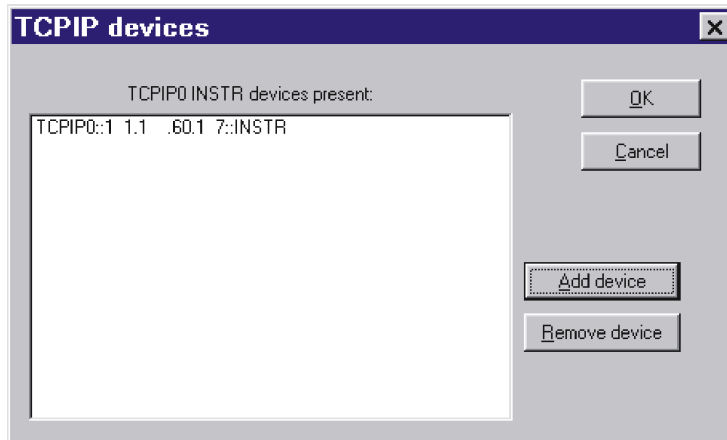 TCPIP devices
TCPIP0 INSTR devices present:
TCPIP0::1 1.1 .60.1 7::INSTR
OK
Cancel
Add device
Remove device